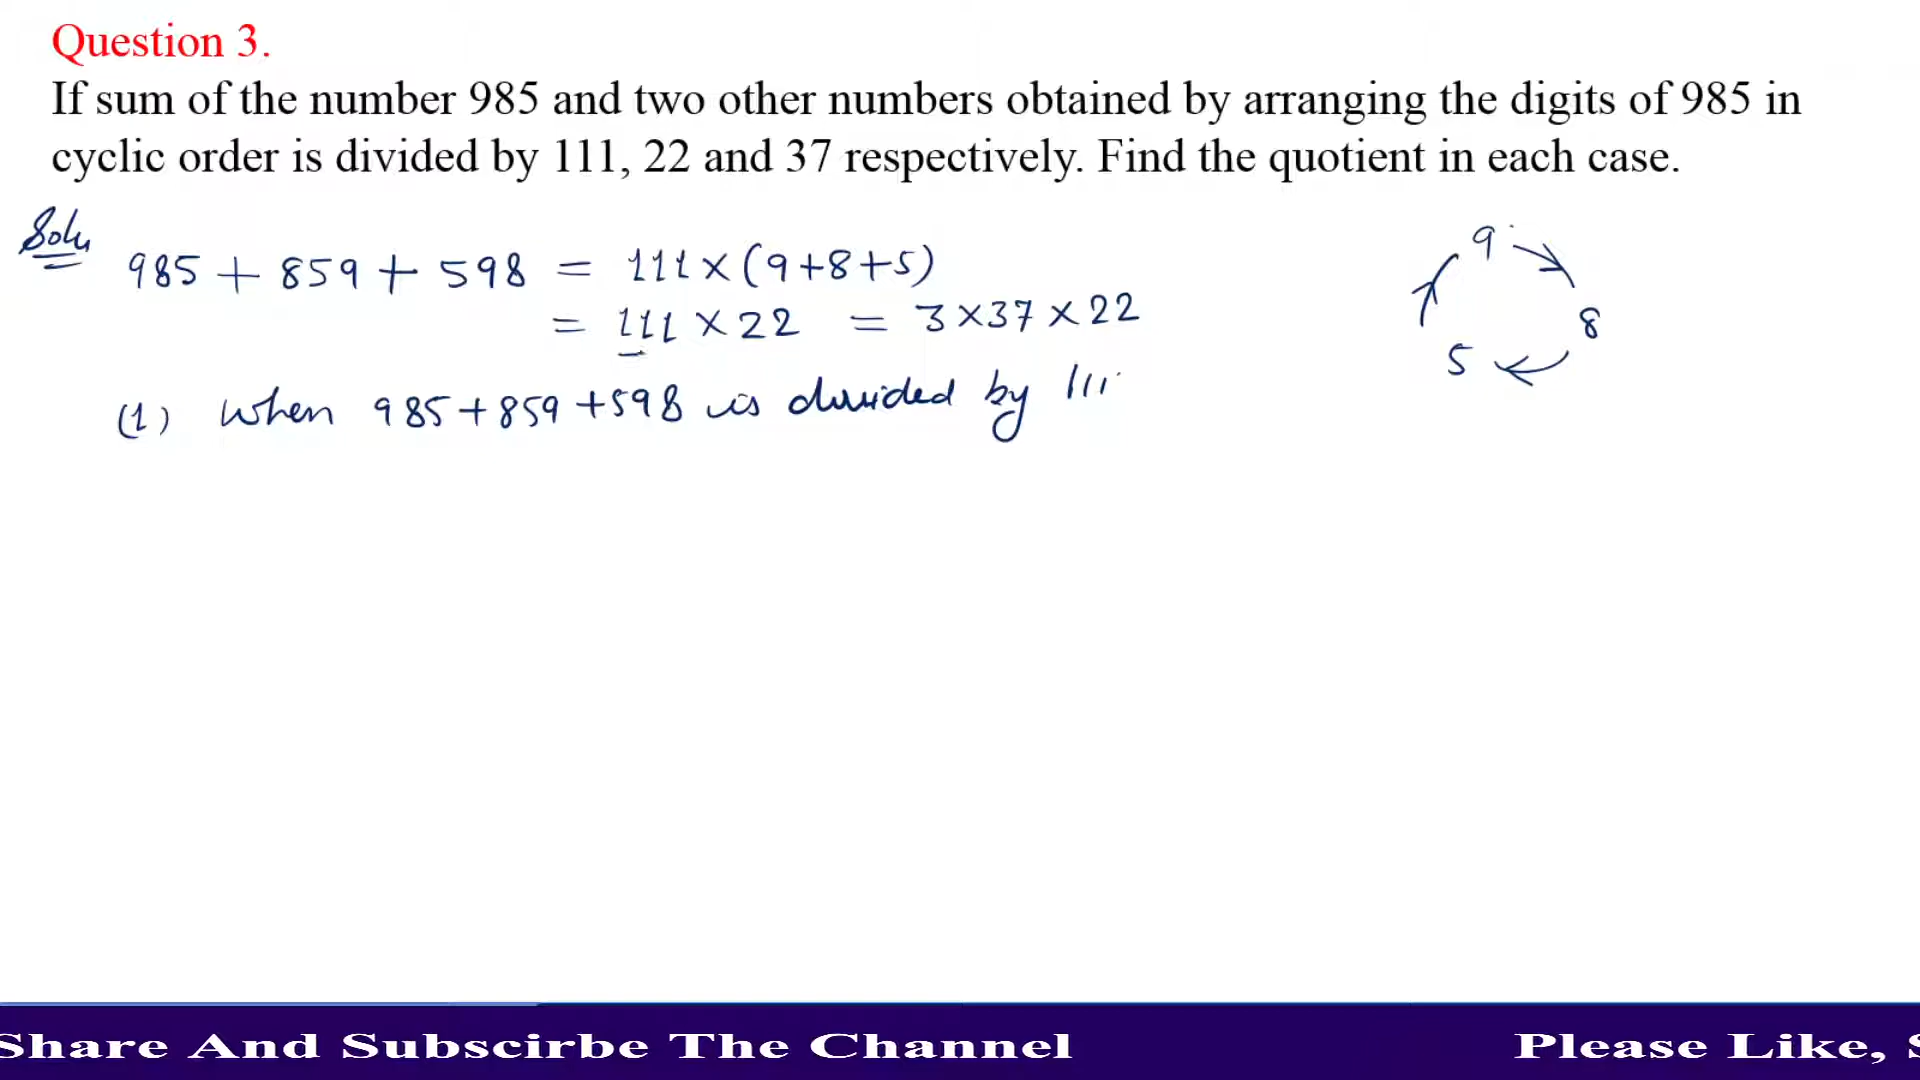 Question 3.
If sum of the number 985 and two other numbers obtained by arranging the digits of 985 in
cyclic order is divided by 111, 22 and 37 respectively. Find the quotient in each case.
Soln
985 + 859 + 598 = 111 × (9+8+5)
= 111 × 22 = 3 × 37 × 22
(1) when 985 + 859 + 598 is divided by 111
9
8
5
Share And Subscirbe The Channel
Please Like, S